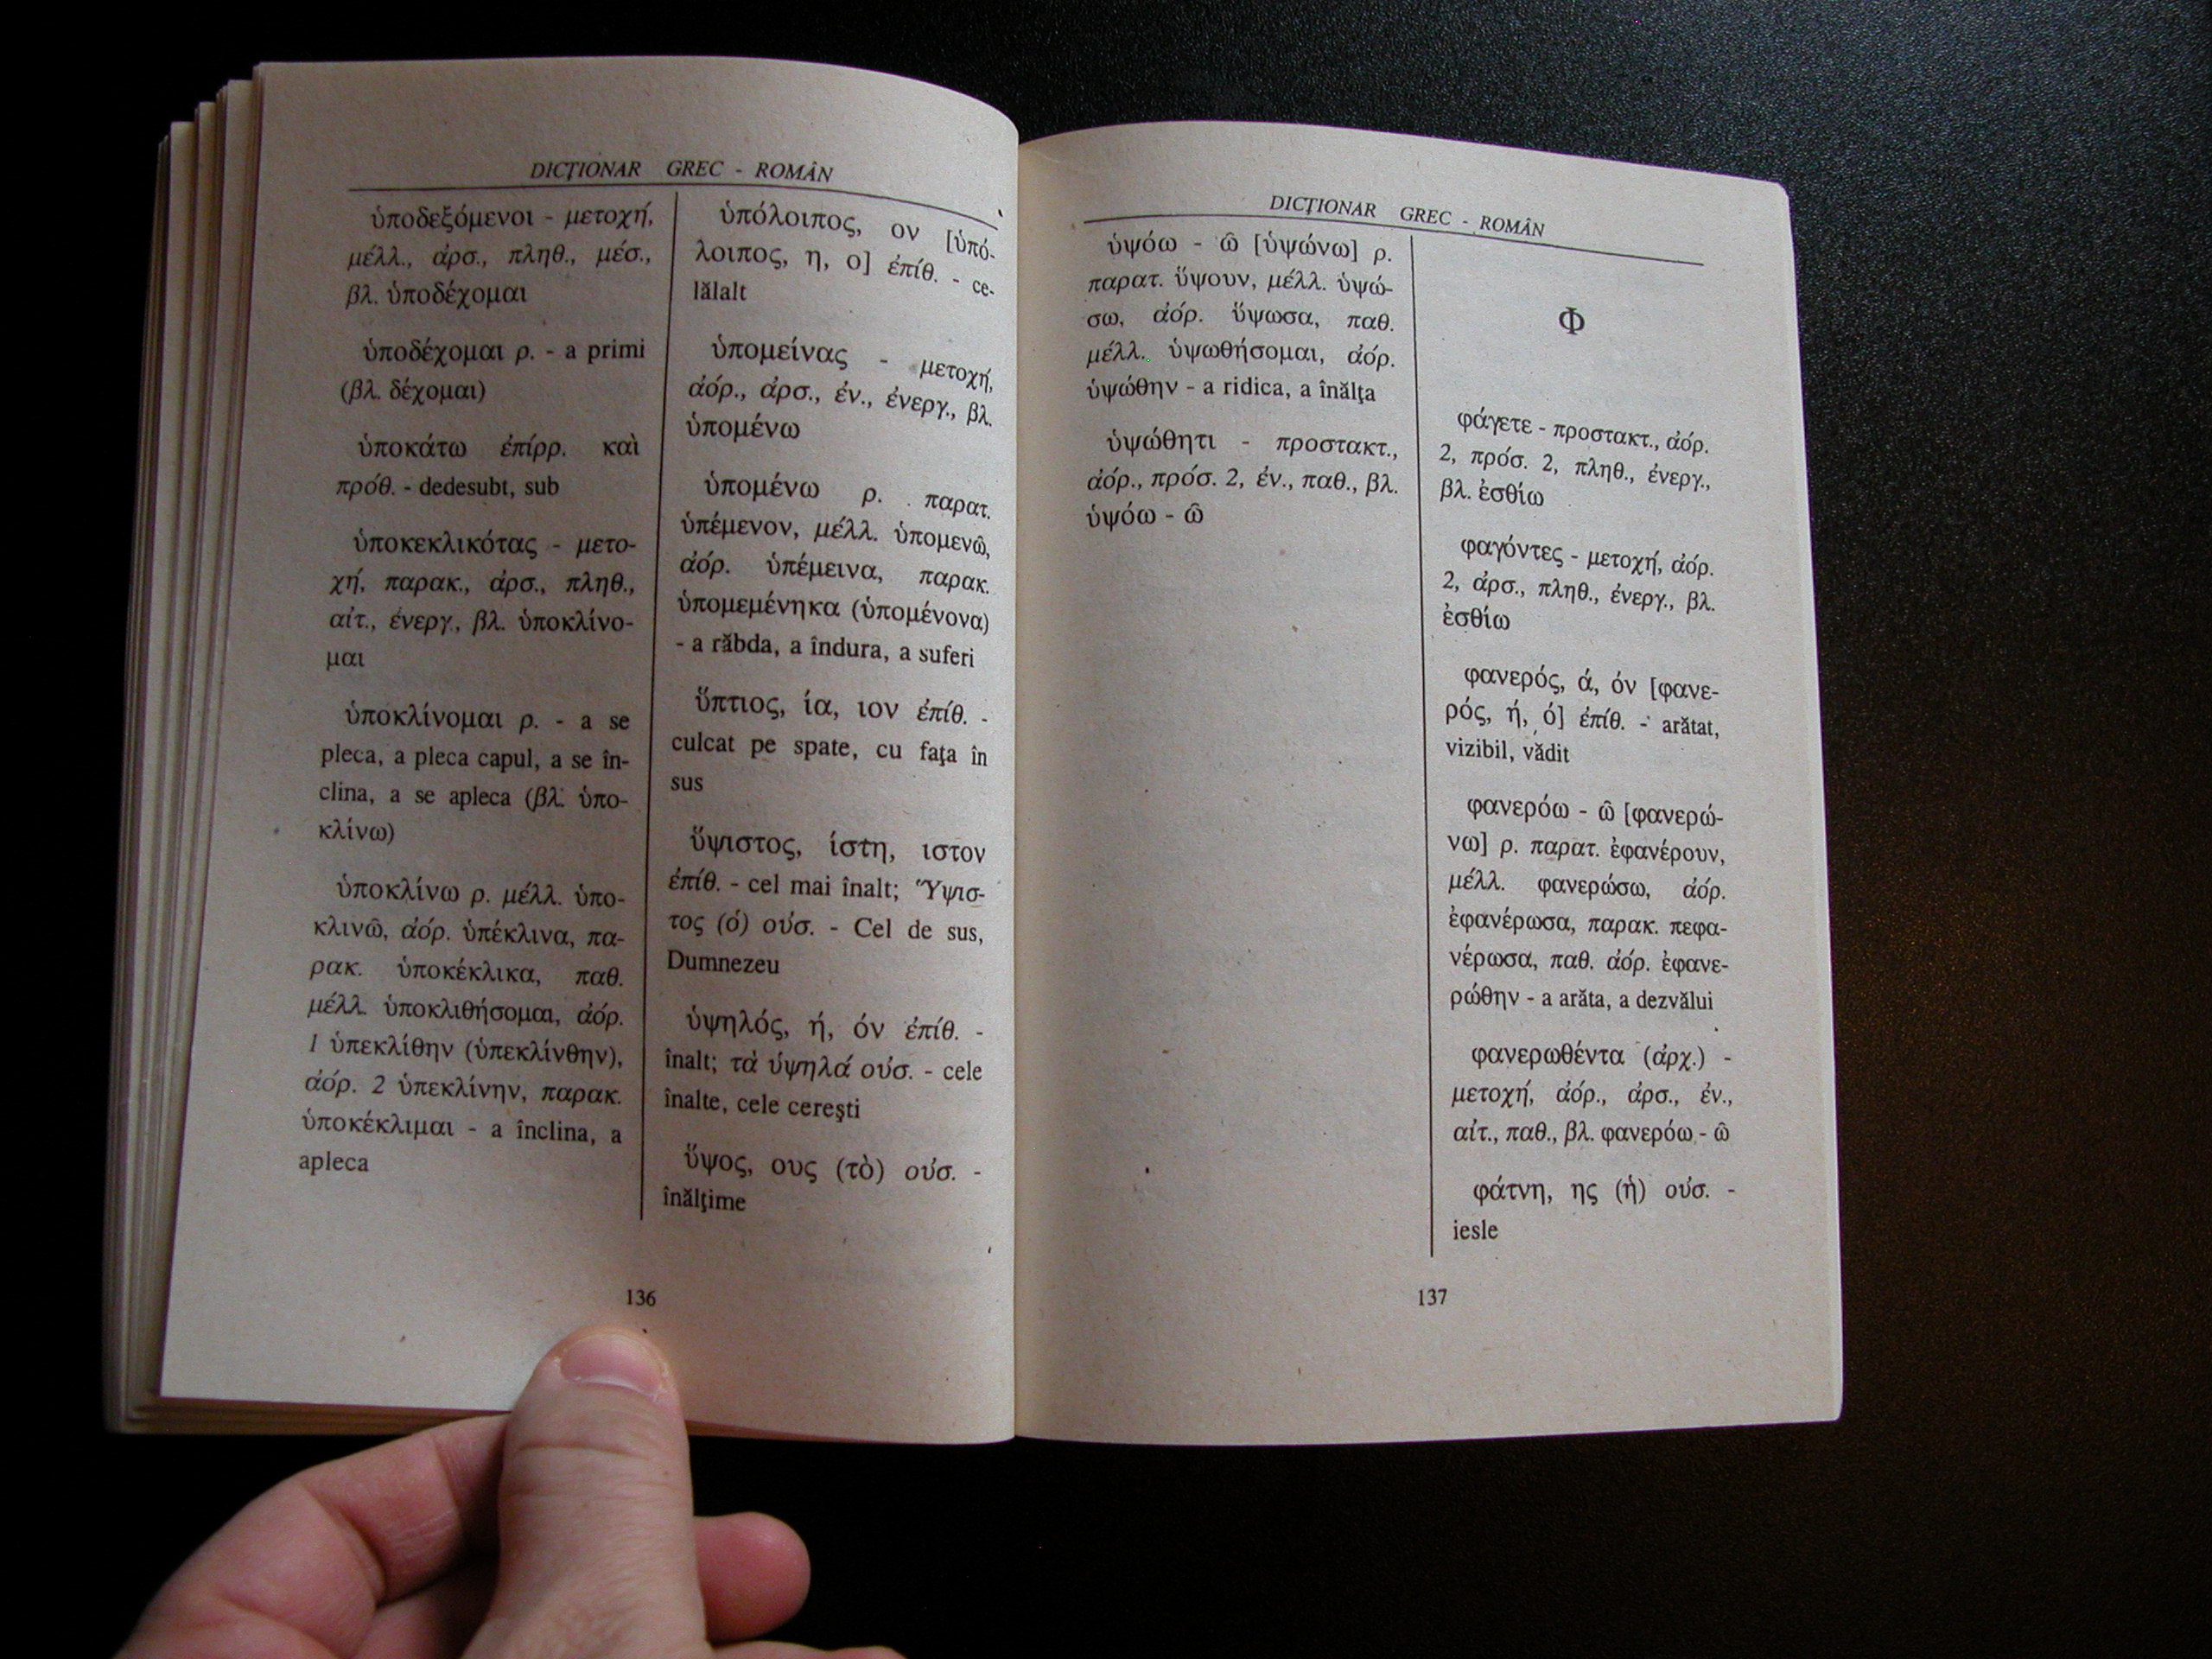 DICŢIONAR GREC - ROMÂN
ὑποδεξόμενοι - μετοχή,
μέλλ., ἀρσ., πληθ., μέσ.,
βλ. ὑποδέχομαι
ὑποδέχομαι ρ. - a primi
(βλ. δέχομαι)
ὑποκάτω ἐπίρρ. καὶ
πρόθ. - dedesubt, sub
ὑποκεκλικότας - μετο-
χή, παρακ., ἀρσ., πληθ.,
αἰτ., ἐνεργ., βλ. ὑποκλίνο-
μαι
ὑποκλίνομαι ρ. - a se
pleca, a pleca capul, a se în-
clina, a se apleca (βλ. ὑπο-
κλίνω)
ὑποκλίνω ρ. μέλλ. ὑπο-
κλινῶ, ἀόρ. ὑπέκλινα, πα-
ρακ. ὑποκέκλικα, παθ.
μέλλ. ὑποκλιθήσομαι, ἀόρ.
1 ὑπεκλίθην (ὑπεκλίνθην),
ἀόρ. 2 ὑπεκλίνην, παρακ.
ὑποκέκλιμαι - a înclina, a
apleca
ὑπόλοιπος, ον [ὑπό-
λοιπος, η, ο] ἐπίθ. - ce-
lălalt
ὑπομείνας - μετοχή,
ἀόρ., ἀρσ., ἐν., ἐνεργ., βλ.
ὑπομένω
ὑπομένω ρ. παρατ.
ὑπέμενον, μέλλ. ὑπομενῶ,
ἀόρ. ὑπέμεινα, παρακ.
ὑπομεμένηκα (ὑπομένονα)
- a răbda, a îndura, a suferi
ὕπτιος, ία, ιον ἐπίθ. -
culcat pe spate, cu faţa în
sus
ὕψιστος, ίστη, ιστον
ἐπίθ. - cel mai înalt; Ὕψισ-
τος (ὁ) οὐσ. - Cel de sus,
Dumnezeu
ὑψηλός, ή, όν ἐπίθ. -
înalt; τά ὑψηλά οὐσ. - cele
înalte, cele cereşti
ὕψος, ους (τὸ) οὐσ. -
înălţime
136
DICŢIONAR GREC - ROMÂN
ὑψόω - ῶ [ὑψώνω] ρ.
παρατ. ὕψουν, μέλλ. ὑψώ-
σω, ἀόρ. ὕψωσα, παθ.
μέλλ. ὑψωθήσομαι, ἀόρ.
ὑψώθην - a ridica, a înălţa
ὑψώθητι - προστακτ.,
ἀόρ., πρόσ. 2, ἐν., παθ., βλ.
ὑψόω - ῶ
Φ
φάγετε - προστακτ., ἀόρ.
2, πρόσ. 2, πληθ., ἐνεργ.,
βλ. ἐσθίω
φαγόντες - μετοχή, ἀόρ.
2, ἀρσ., πληθ., ἐνεργ., βλ.
ἐσθίω
φανερός, ά, όν [φανε-
ρός, ή, ό] ἐπίθ. - arătat,
vizibil, vădit
φανερόω - ῶ [φανερώ-
νω] ρ. παρατ. ἐφανέρουν,
μέλλ. φανερώσω, ἀόρ.
ἐφανέρωσα, παρακ. πεφα-
νέρωσα, παθ. ἀόρ. ἐφανε-
ρώθην - a arăta, a dezvălui
φανερωθέντα (ἀρχ.) -
μετοχή, ἀόρ., ἀρσ., ἐν.,
αἰτ., παθ., βλ. φανερόω - ῶ
φάτνη, ης (ἡ) οὐσ. -
iesle
137